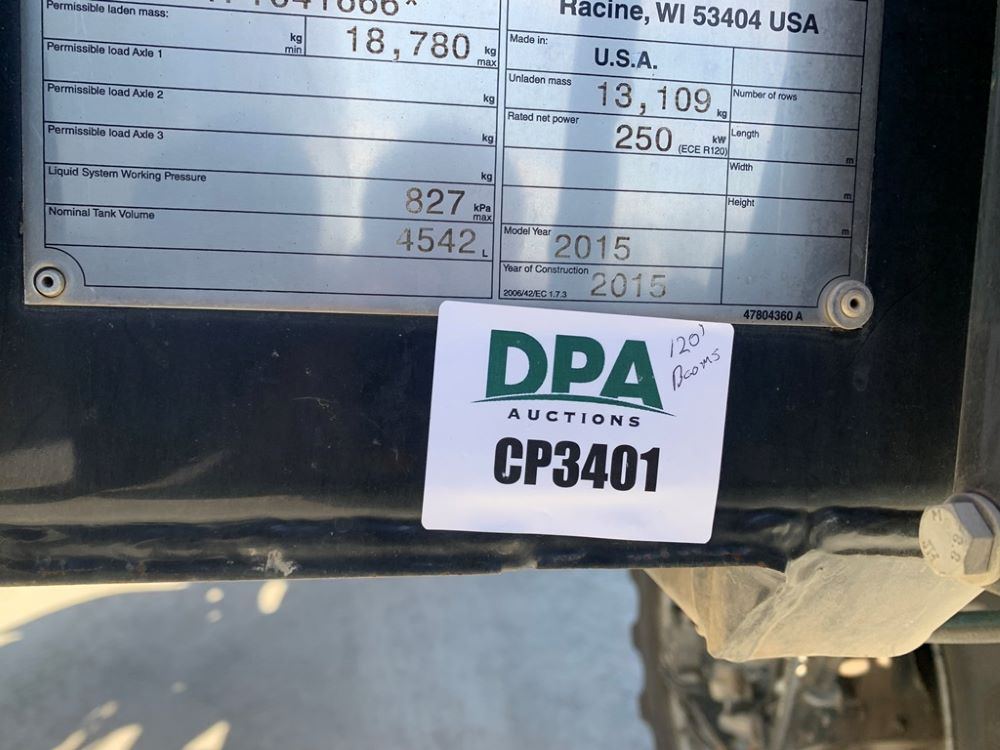 Permissible laden mass:
kg
min
18,780 kg
max
Permissible load Axle 1
kg
Permissible load Axle 2
kg
Permissible load Axle 3
kg
Liquid System Working Pressure
827 kPa
max
Nominal Tank Volume
4542 L
Racine, WI 53404 USA
Made in:
U.S.A.
Unladen mass
13,109 kg
Rated net power
250 kW
(ECE R120)
Number of rows
Length
m
Width
m
Height
m
Model Year 2015
Year of Construction 2015
2006/42/EC 1.7.3
47804360 A
DPA
AUCTIONS
CP3401
120'
Booms
8.8